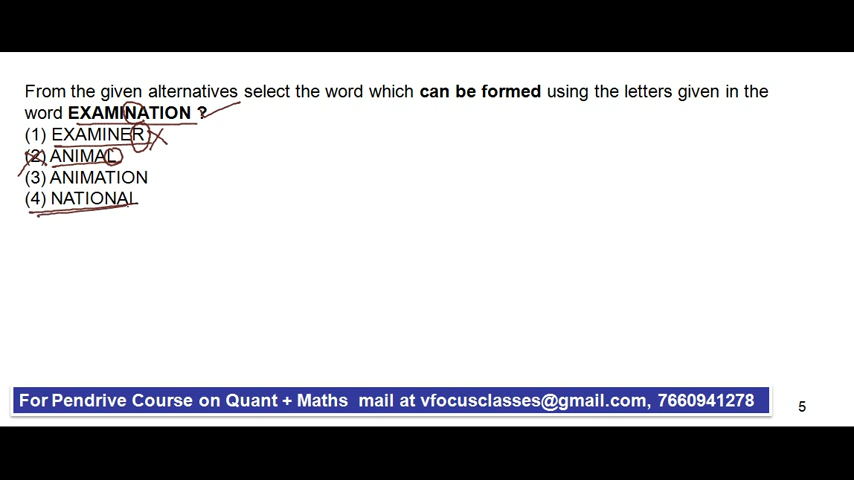 From the given alternatives select the word which can be formed using the letters given in the
word EXAMINATION ?
(1) EXAMINER
(2) ANIMAL
(3) ANIMATION
(4) NATIONAL
For Pendrive Course on Quant + Maths mail at vfocusclasses@gmail.com, 7660941278
5